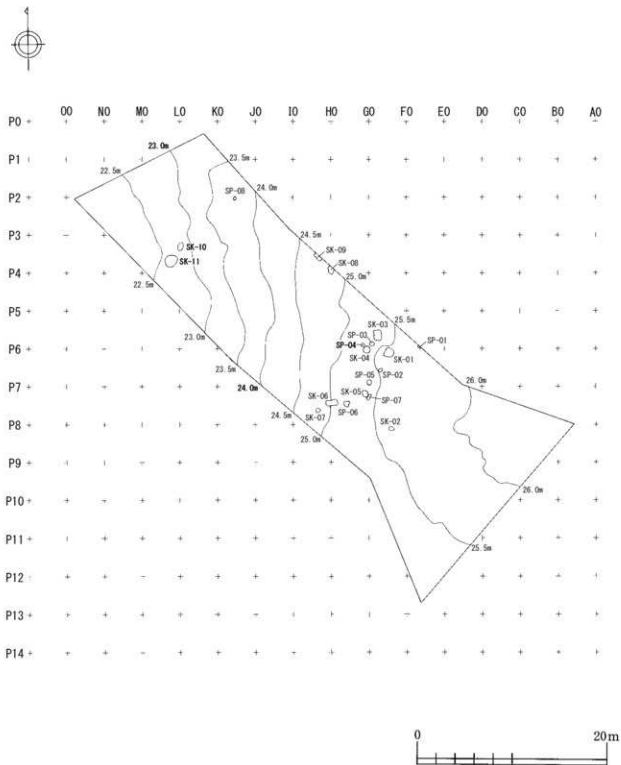 4
OO NO MO LO KO JO IO HO GO FO EO DO CO BO AO
P0
23.0m
P1
22.5m
23.5m
24.0m
P2
SP-08
P3
24.5m
SK-10
SK-09
SK-11
SK-08
P4
25.0m
22.5m
P5
25.5m
SK-03
SP-03
23.0m
SP-01
P6
SP-04
SK-04
SK-01
23.5m
SP-02
SP-05
26.0m
P7
24.0m
SK-06
SK-05
SP-07
24.5m
SK-07
SP-06
SK-02
P8
25.0m
P9
26.0m
P10
P11
25.5m
P12
P13
P14
0 20m